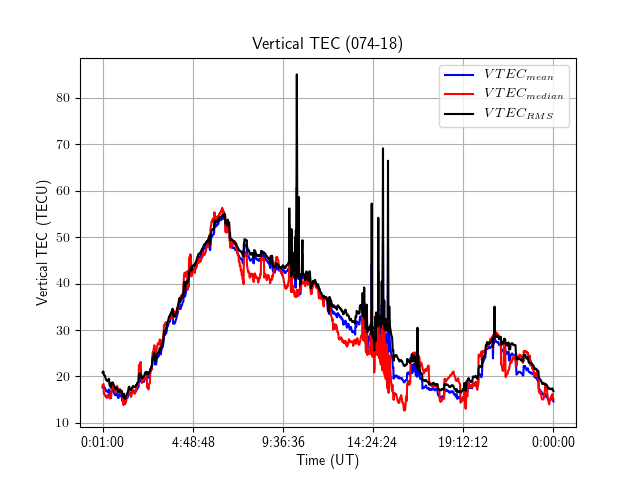 Vertical TEC (074-18)
VTEC_mean
VTEC_median
VTEC_RMS
Vertical TEC (TECU)
80
70
60
50
40
30
20
10
0:01:00 4:48:48 9:36:36 14:24:24 19:12:12 0:00:00
Time (UT)